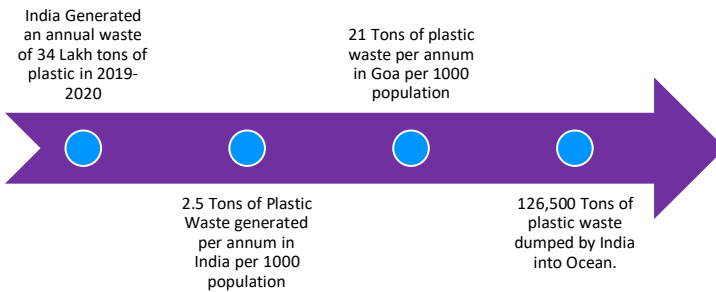 India Generated
an annual waste
of 34 Lakh tons of
plastic in 2019-
2020
2.5 Tons of Plastic
Waste generated
per annum in
India per 1000
population
21 Tons of plastic
waste per annum
in Goa per 1000
population
126,500 Tons of
plastic waste
dumped by India
into Ocean.